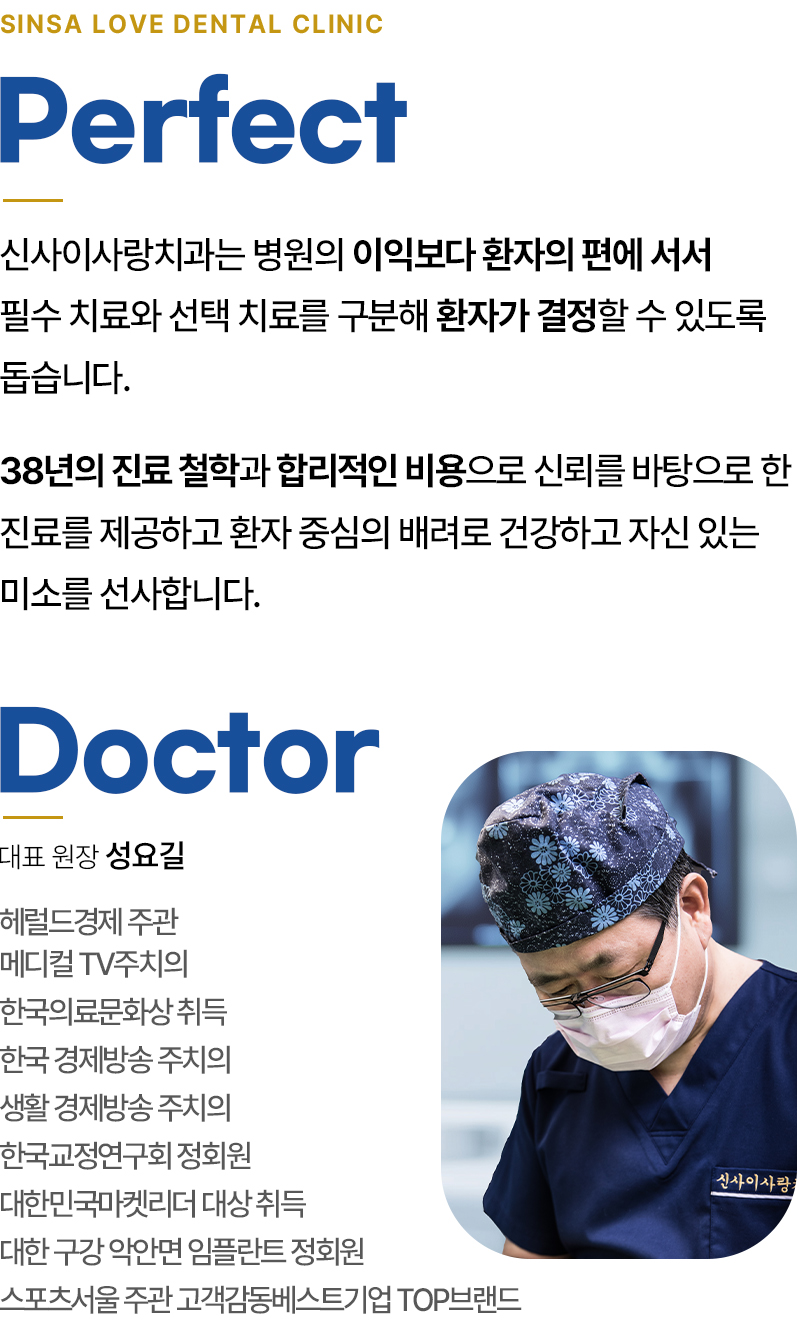 SINSA LOVE DENTAL CLINIC
Perfect
신사이사랑치과는 병원의 이익보다 환자의 편에 서서
필수 치료와 선택 치료를 구분해 환자가 결정할 수 있도록
돕습니다.
38년의 진료 철학과 합리적인 비용으로 신뢰를 바탕으로 한
진료를 제공하고 환자 중심의 배려로 건강하고 자신 있는
미소를 선사합니다.
Doctor
대표 원장 성요길
헤럴드경제 주관
메디컬 TV주치의
한국의료문화상 취득
한국 경제방송 주치의
생활 경제방송 주치의
한국교정연구회 정회원
신사이사랑
대한민국마켓리더 대상 취득
대한 구강 악안면 임플란트 정회원
스포츠서울 주관 고객감동베스트기업 TOP브랜드